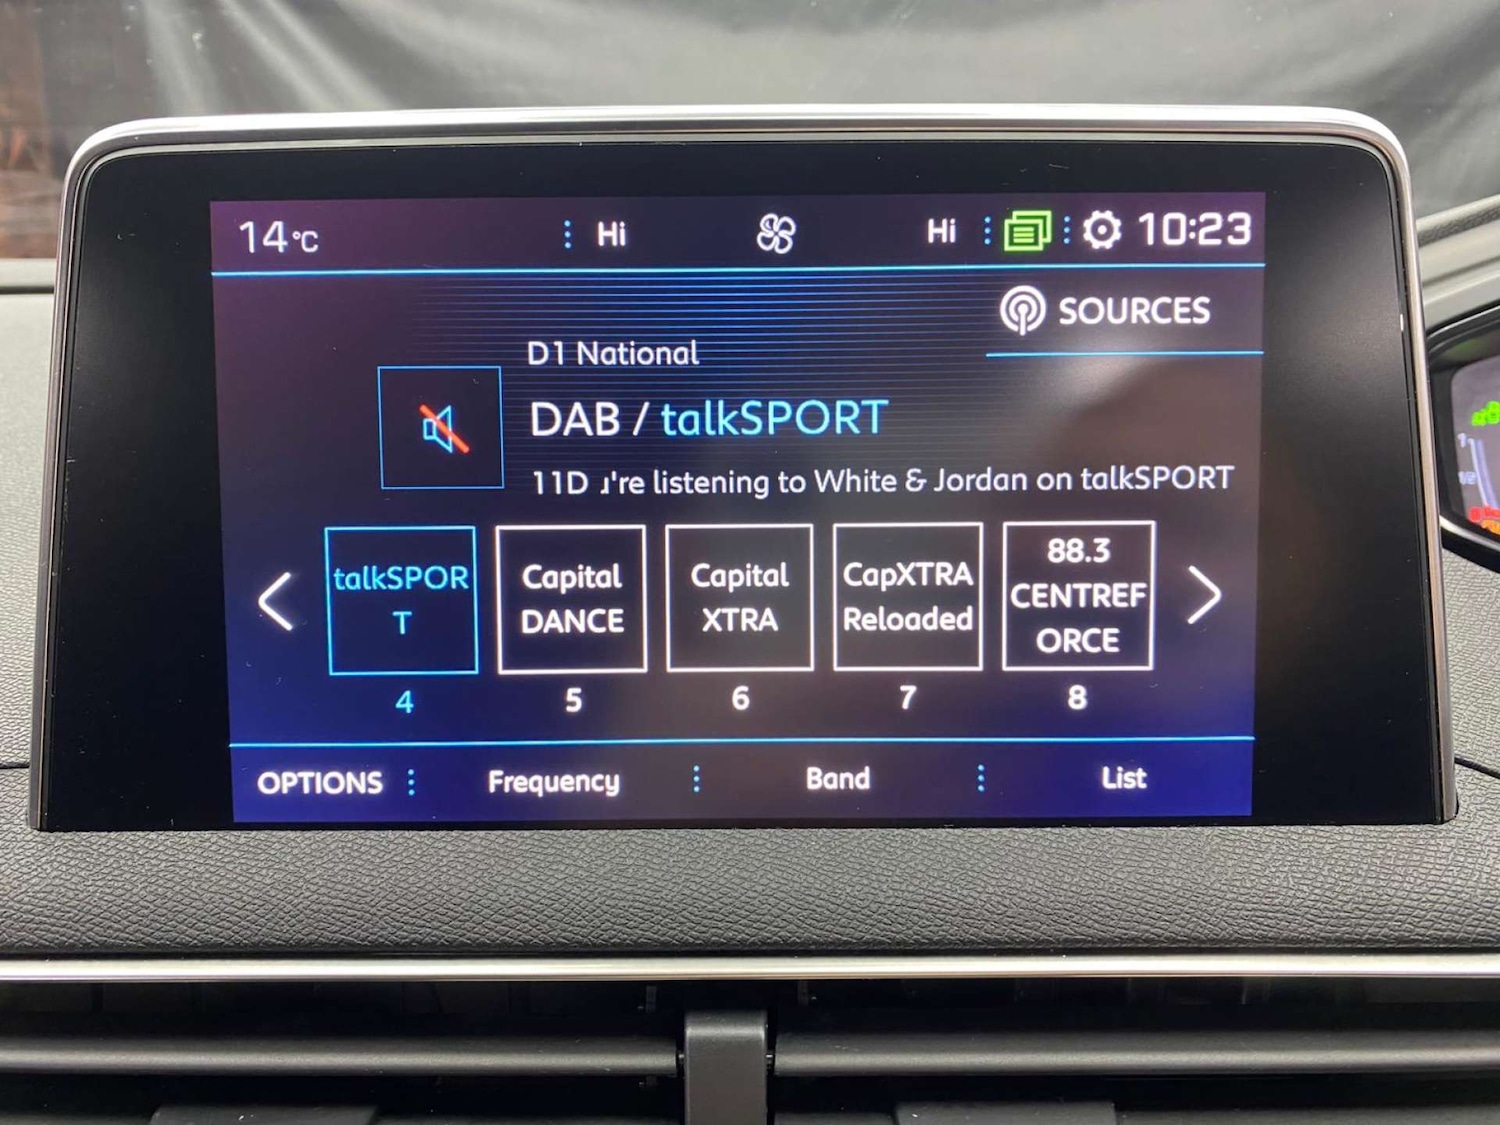 14°C Hi Hi 10:23
SOURCES
D1 National
DAB / talkSPORT
11D 're listening to White & Jordan on talkSPORT
talkSPOR
T
4
Capital
DANCE
5
Capital
XTRA
6
CapXTRA
Reloaded
7
88.3
CENTREF
ORCE
8
OPTIONS Frequency Band List